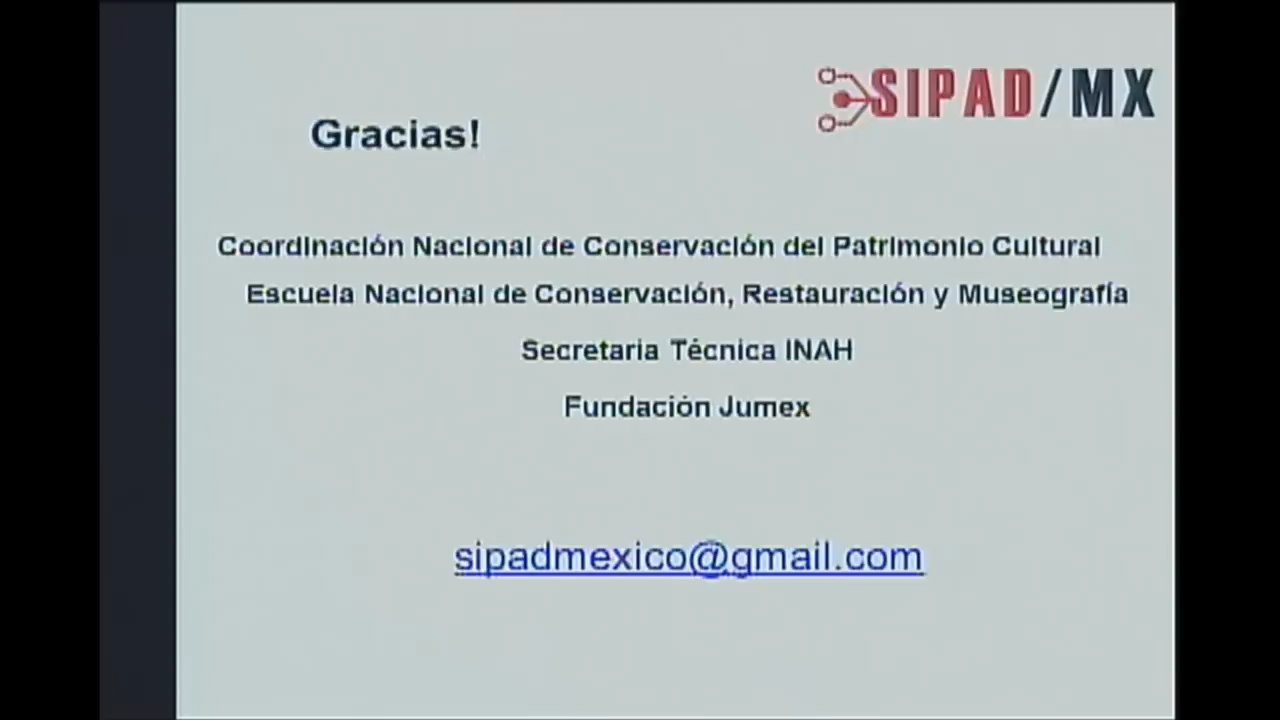 SIPAD/MX
Gracias!
Coordinación Nacional de Conservación del Patrimonio Cultural
Escuela Nacional de Conservación, Restauración y Museografía
Secretaria Técnica INAH
Fundación Jumex
sipadmexico@gmail.com